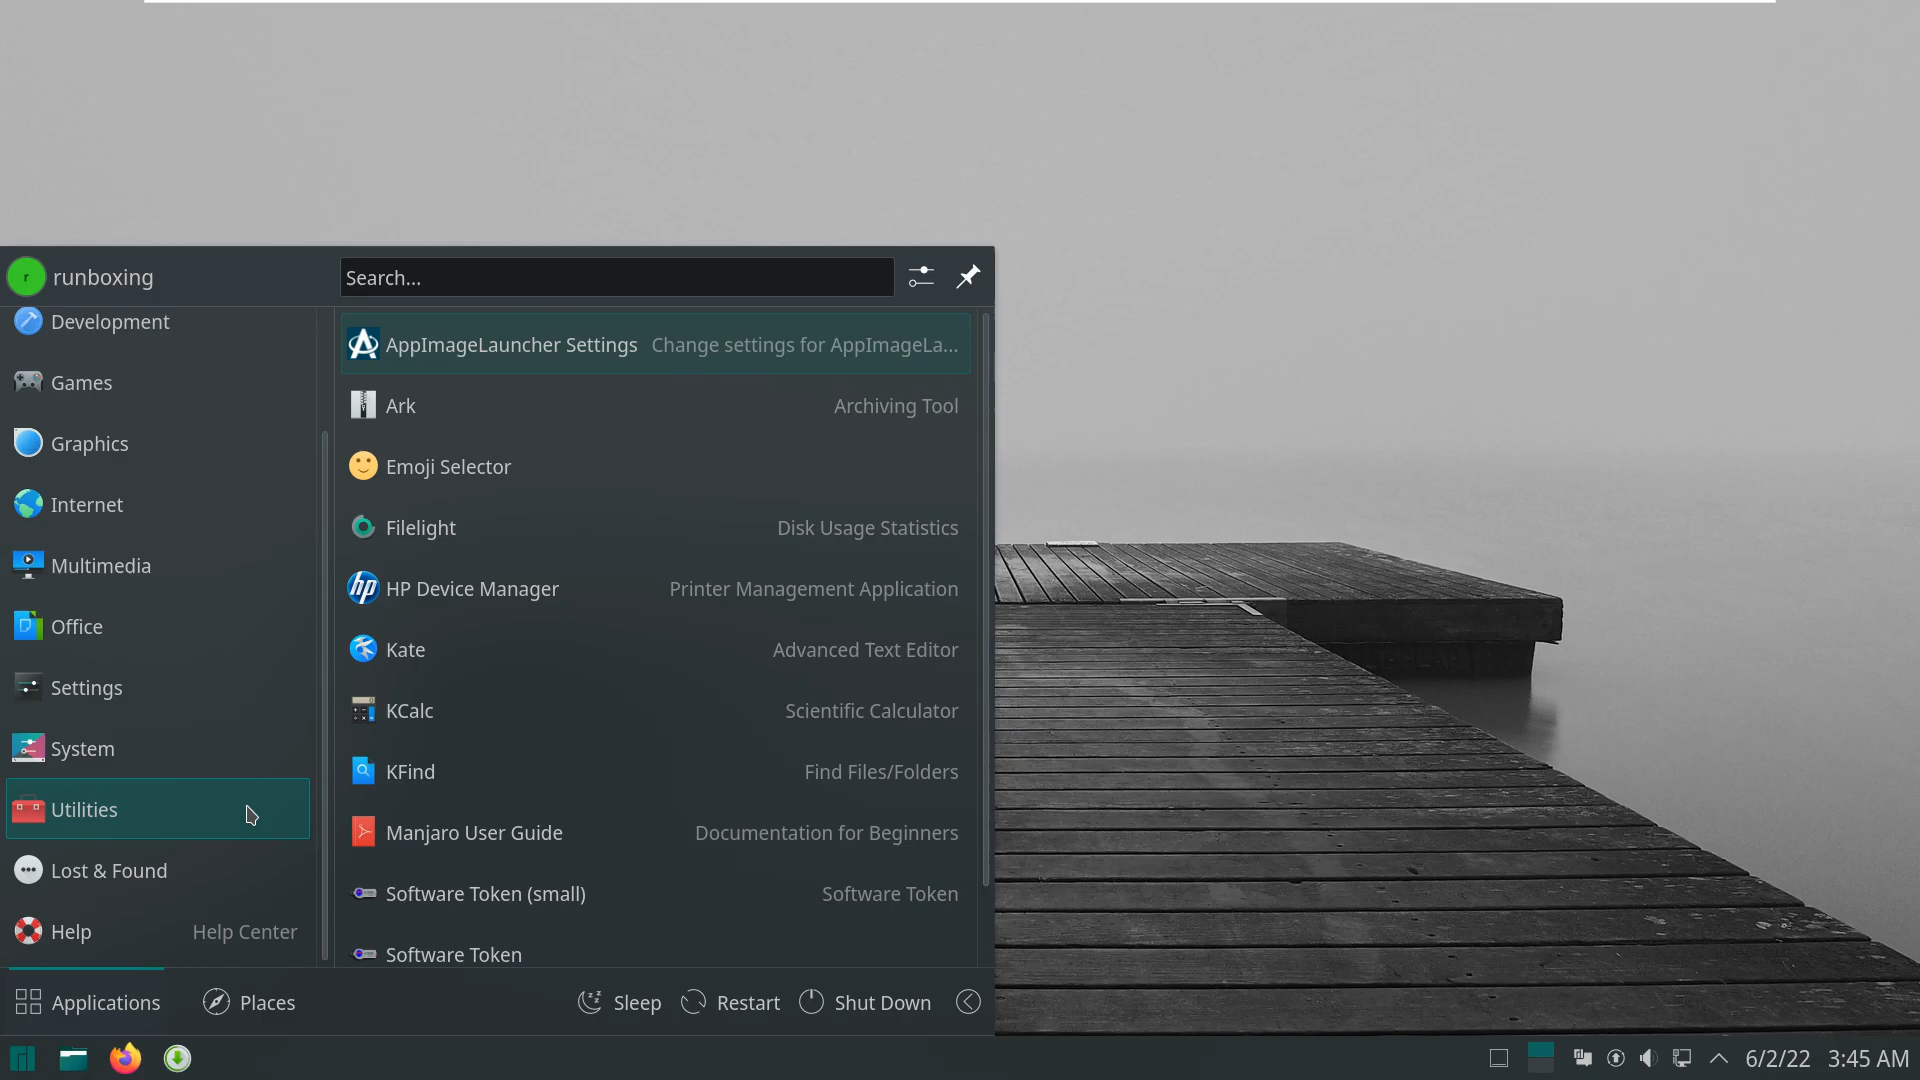 r runboxing
Search...
Development
Games
Graphics
Internet
Multimedia
Office
Settings
System
Utilities
Lost & Found
Help Help Center
AppImageLauncher Settings Change settings for AppImageLa...
Ark Archiving Tool
Emoji Selector
Filelight Disk Usage Statistics
hp HP Device Manager Printer Management Application
Kate Advanced Text Editor
KCalc Scientific Calculator
KFind Find Files/Folders
Manjaro User Guide Documentation for Beginners
Software Token (small) Software Token
Software Token
Applications Places Sleep Restart Shut Down
6/2/22 3:45 AM